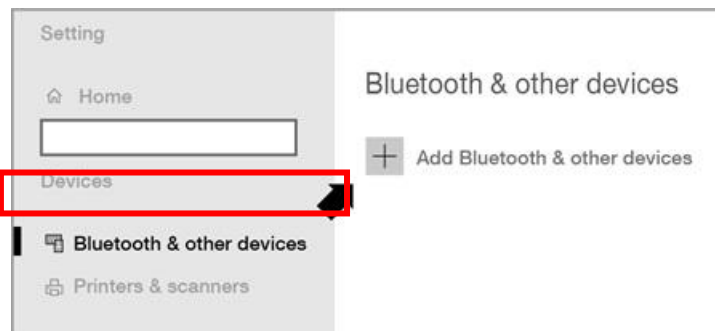 Setting
Home
Devices
Bluetooth & other devices
Printers & scanners
Bluetooth & other devices
Add Bluetooth & other devices